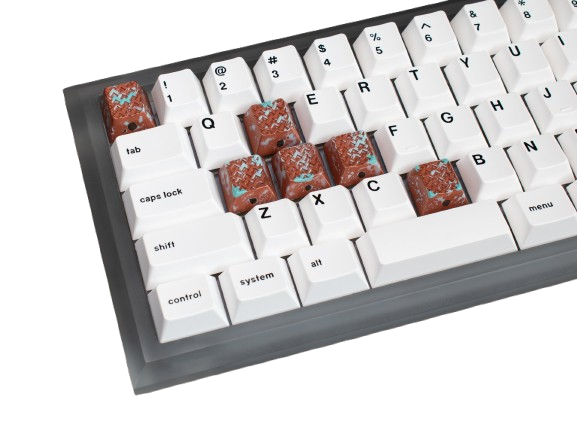 ! @ # $ % ^ & *
1 2 3 4 5 6 7 8
tab Q E R T Y U I
caps lock F G H J
shift Z X C B N
control system alt menu